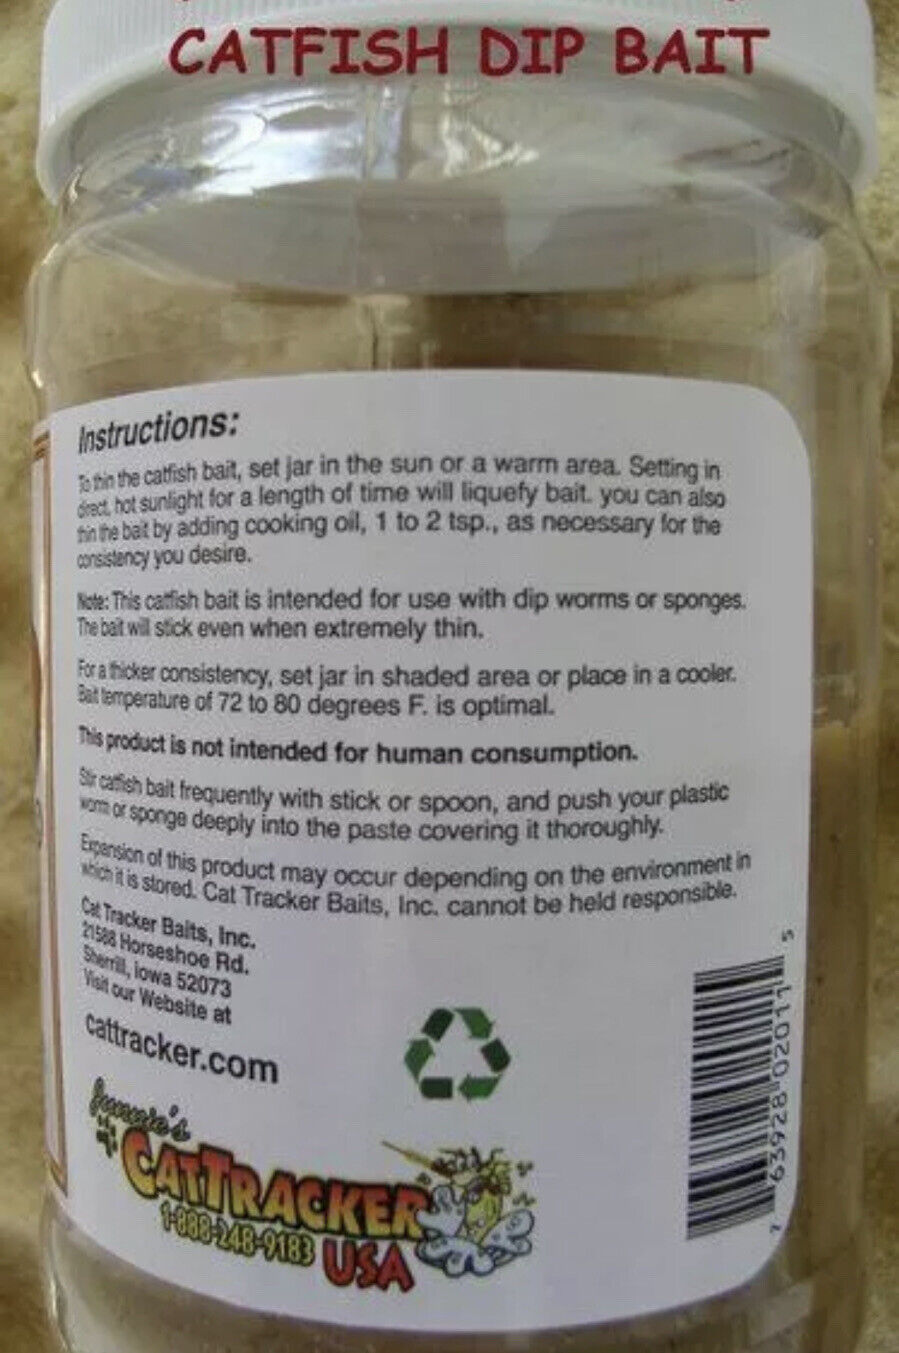 CATFISH DIP BAIT
Instructions:
To thin the catfish bait, set jar in the sun or a warm area. Setting in
direct, hot sunlight for a length of time will liquefy bait. you can also
thin the bait by adding cooking oil, 1 to 2 tsp., as necessary for the
consistency you desire.
Note: This catfish bait is intended for use with dip worms or sponges.
The bait will stick even when extremely thin.
For a thicker consistency, set jar in shaded area or place in a cooler.
Bait temperature of 72 to 80 degrees F. is optimal.
This product is not intended for human consumption.
Stir catfish bait frequently with stick or spoon, and push your plastic
worm or sponge deeply into the paste covering it thoroughly.
Expansion of this product may occur depending on the environment in
which it is stored. Cat Tracker Baits, Inc. cannot be held responsible.
Cat Tracker Baits, Inc.
21588 Horseshoe Rd.
Sherrill, Iowa 52073
Visit our Website at
cattracker.com
Junnie's
CATTRACKER
1-888-248-9183
USA
7 63928 02011 5